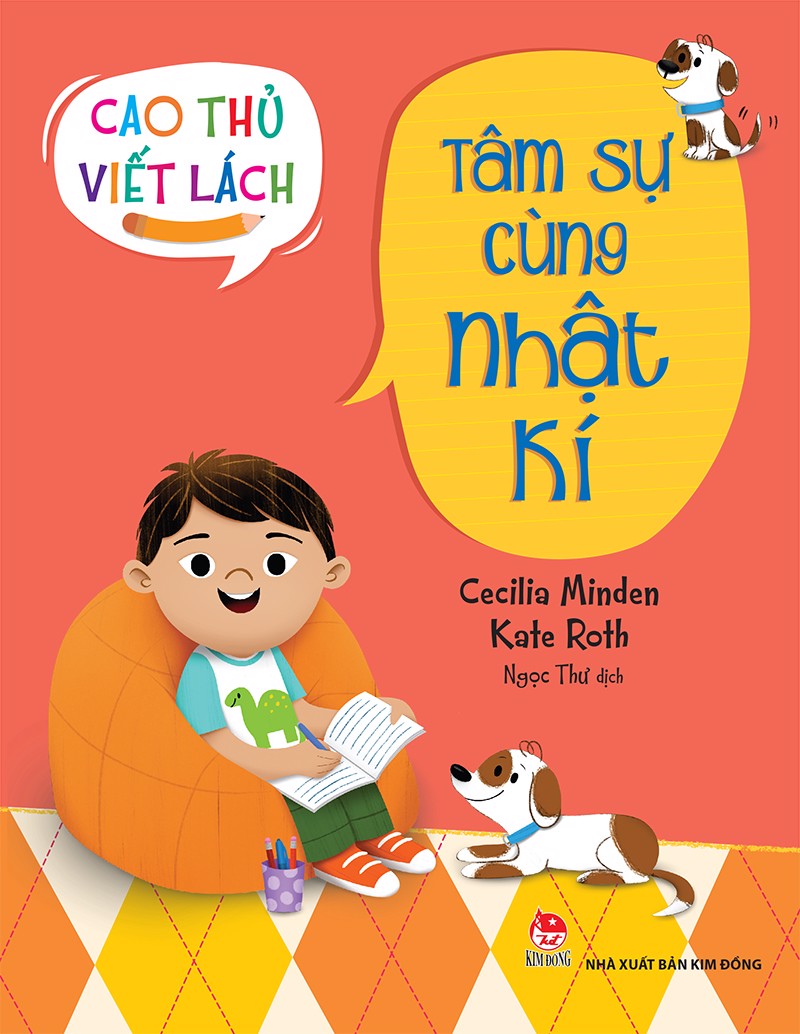 CAO THỦ
VIẾT LÁCH
Tâm sự
cùng
nhật
kí
Cecilia Minden
Kate Roth
Ngọc Thư dịch
KIM ĐỒNG
NHÀ XUẤT BẢN KIM ĐỒNG